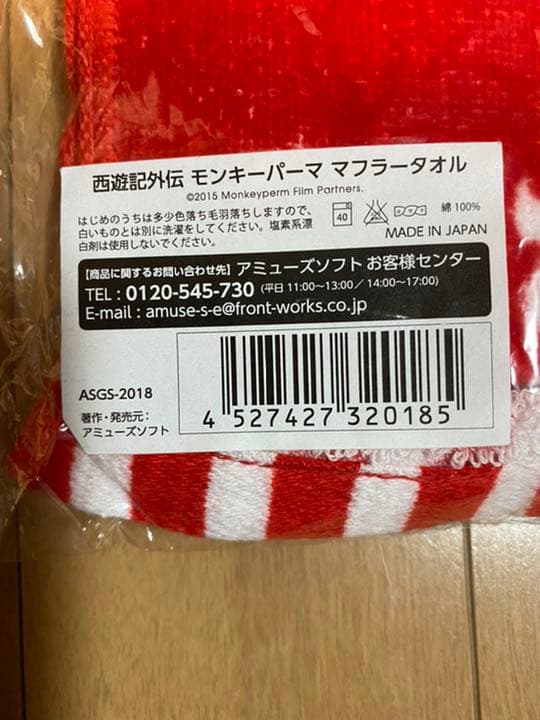 西遊記外伝 モンキーパーマ マフラータオル
©2015 Monkeyperm Film Partners.
はじめのうちは多少色落ち毛羽落ちしますので、
白いものとは別に洗濯をしてください。塩素系漂
白剤は使用しないでください。
40
綿 100%
MADE IN JAPAN
【商品に関するお問い合わせ先】アミューズソフト お客様センター
TEL : 0120-545-730 (平日 11:00~13:00 / 14:00~17:00)
E-mail : amuse-s-e@front-works.co.jp
ASGS-2018
著作・発売元：
アミューズソフト
4 527427 320185